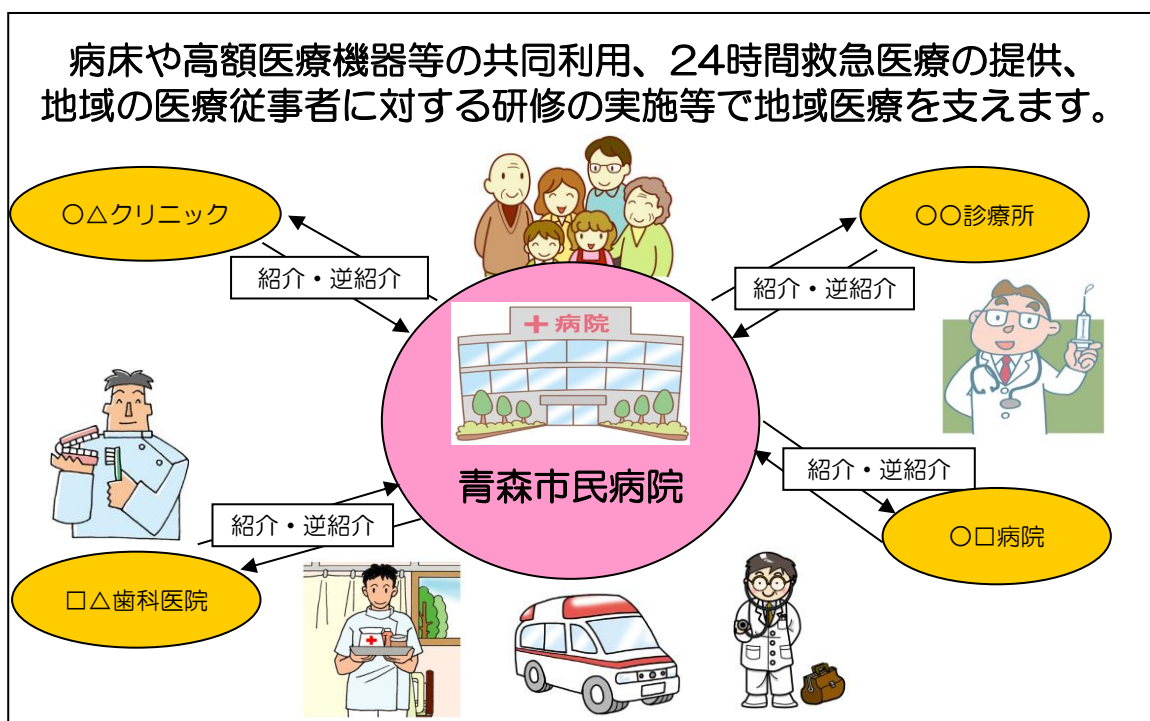 病床や高額医療機器等の共同利用、24時間救急医療の提供、
地域の医療従事者に対する研修の実施等で地域医療を支えます。
○△クリニック
○○診療所
紹介・逆紹介
紹介・逆紹介
+病院
青森市民病院
紹介・逆紹介
紹介・逆紹介
○□病院
□△歯科医院